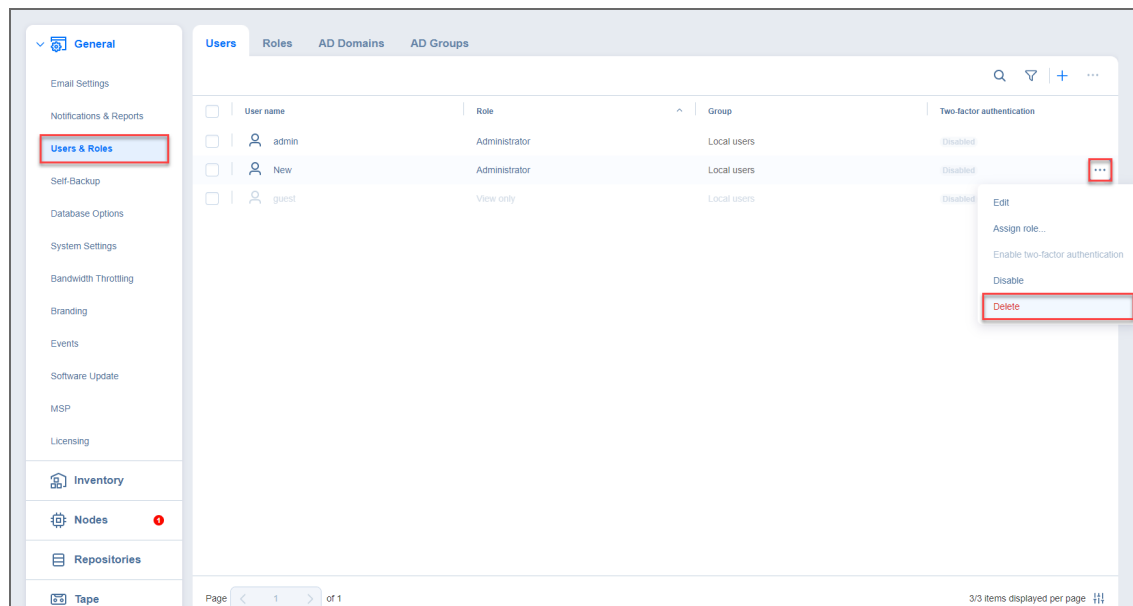 General
Email Settings
Notifications & Reports
Users & Roles
Self-Backup
Database Options
System Settings
Bandwidth Throttling
Branding
Events
Software Update
MSP
Licensing
Inventory
Nodes 1
Repositories
Tape
Users Roles AD Domains AD Groups
User name Role Group Two-factor authentication
admin Administrator Local users Disabled
New Administrator Local users Disabled
guest View only Local users Disabled
Edit
Assign role...
Enable two-factor authentication
Disable
Delete
Page 1 of 1
3/3 items displayed per page